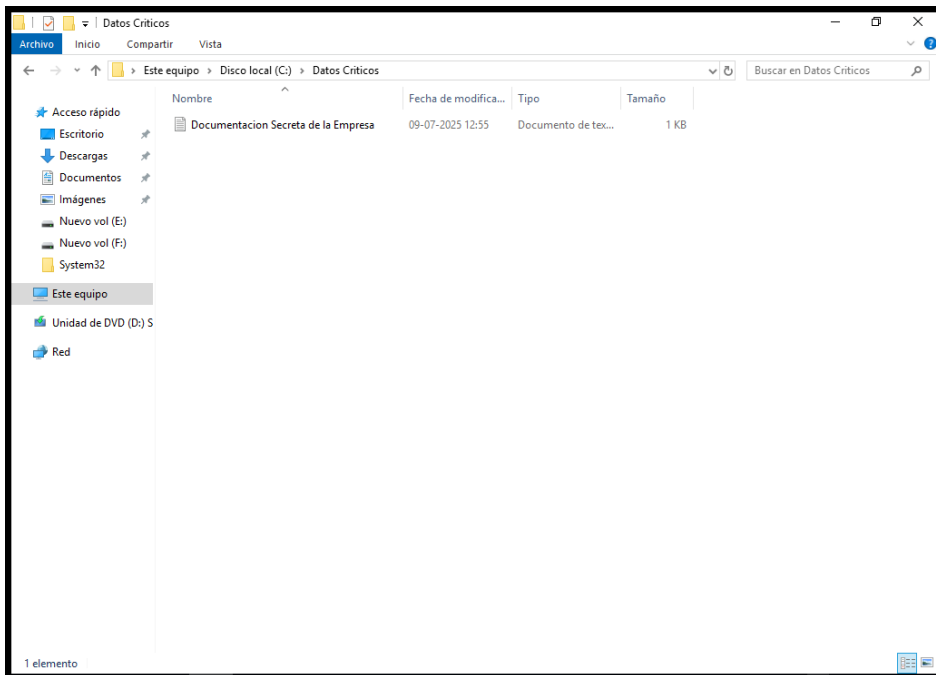 Datos Criticos
Archivo Inicio Compartir Vista
Este equipo > Disco local (C:) > Datos Criticos
Buscar en Datos Criticos
Nombre Fecha de modifica... Tipo Tamaño
Documentacion Secreta de la Empresa 09-07-2025 12:55 Documento de tex... 1 KB
Acceso rápido
Escritorio
Descargas
Documentos
Imágenes
Nuevo vol (E:)
Nuevo vol (F:)
System32
Este equipo
Unidad de DVD (D:) S
Red
1 elemento